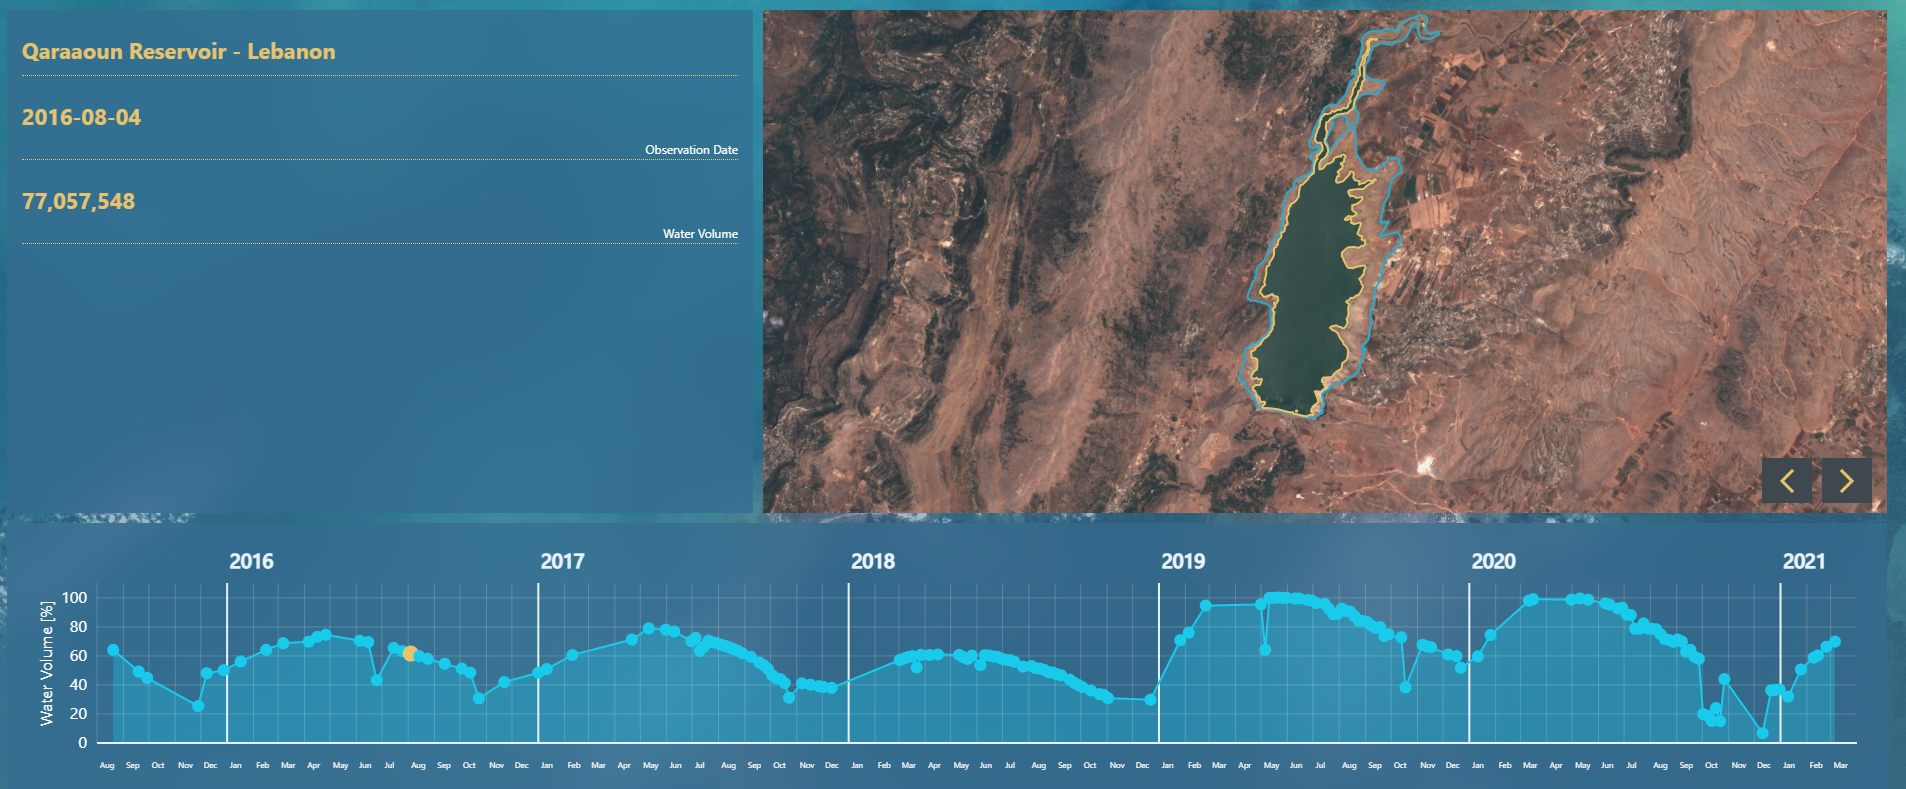 Qaraaoun Reservoir - Lebanon
2016-08-04
Observation Date
77,057,548
Water Volume
2016 2017 2018 2019 2020 2021
Water Volume [%]
100
80
60
40
20
0
Aug Sep Oct Nov Dec Jan Feb Mar Apr May Jun Jul Aug Sep Oct Nov Dec Jan Feb Mar Apr May Jun Jul Aug Sep Oct Nov Dec Jan Feb Mar Apr May Jun Jul Aug Sep Oct Nov Dec Jan Feb Mar Apr May Jun Jul Aug Sep Oct Nov Dec Jan Feb Mar Apr May Jun Jul Aug Sep Oct Nov Dec Jan Feb Mar